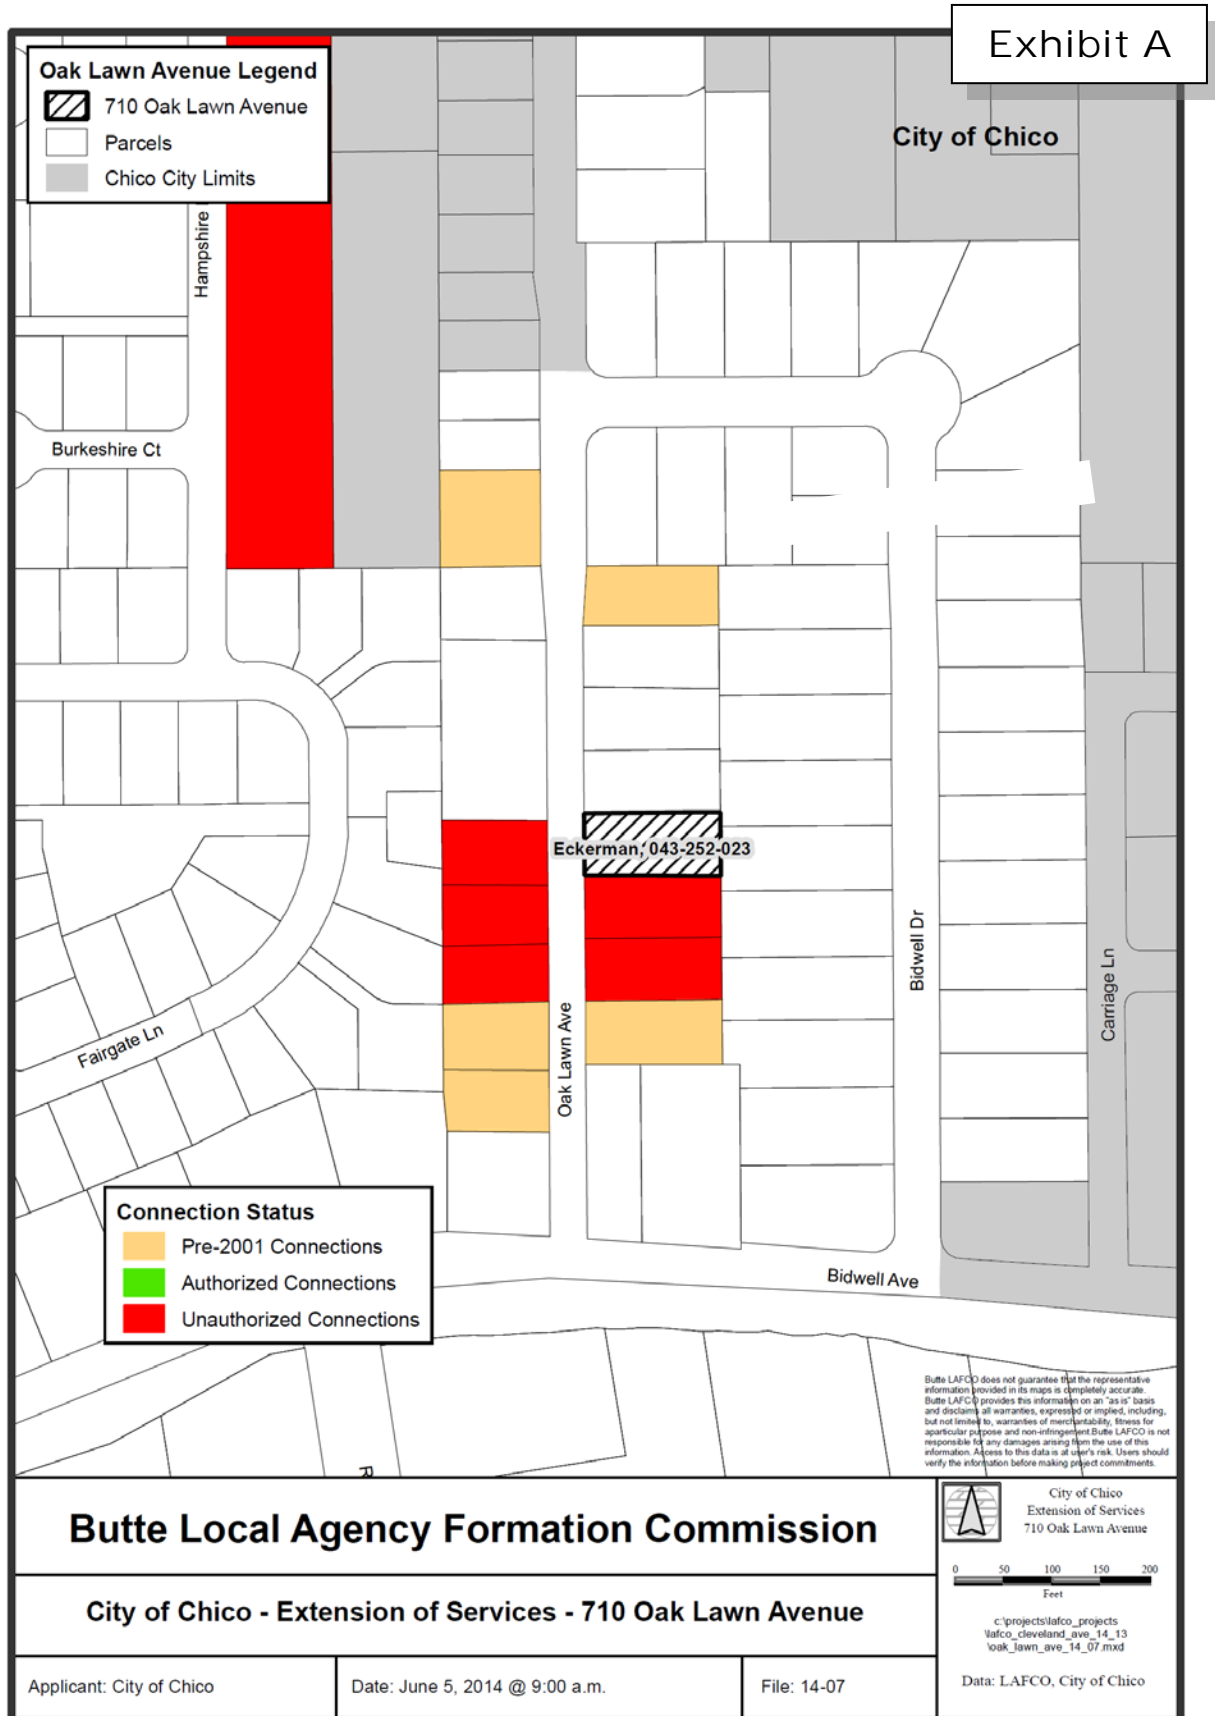 Exhibit A
Oak Lawn Avenue Legend
710 Oak Lawn Avenue
Parcels
Chico City Limits
City of Chico
Hampshire
Burkeshire Ct
Eckerman, 043-252-023
Bidwell Dr
Carriage Ln
Oak Lawn Ave
Fairgate Ln
Connection Status
Pre-2001 Connections
Authorized Connections
Unauthorized Connections
Bidwell Ave
R
Butte LAFCO does not guarantee that the representative
information provided in its maps is completely accurate.
Butte LAFCO provides this information on an "as is" basis
and disclaims all warranties, expressed or implied, including,
but not limited to, warranties of merchantability, fitness for
aparticular purpose and non-infringement.Butte LAFCO is not
responsible for any damages arising from the use of this
information. Access to this data is at user's risk. Users should
verify the information before making project commitments.
Butte Local Agency Formation Commission
City of Chico - Extension of Services - 710 Oak Lawn Avenue
Applicant: City of Chico
Date: June 5, 2014 @ 9:00 a.m.
File: 14-07
City of Chico
Extension of Services
710 Oak Lawn Avenue
0 50 100 150 200
Feet
c:\projects\lafco_projects
\lafco_cleveland_ave_14_13
\oak_lawn_ave_14_07.mxd
Data: LAFCO, City of Chico